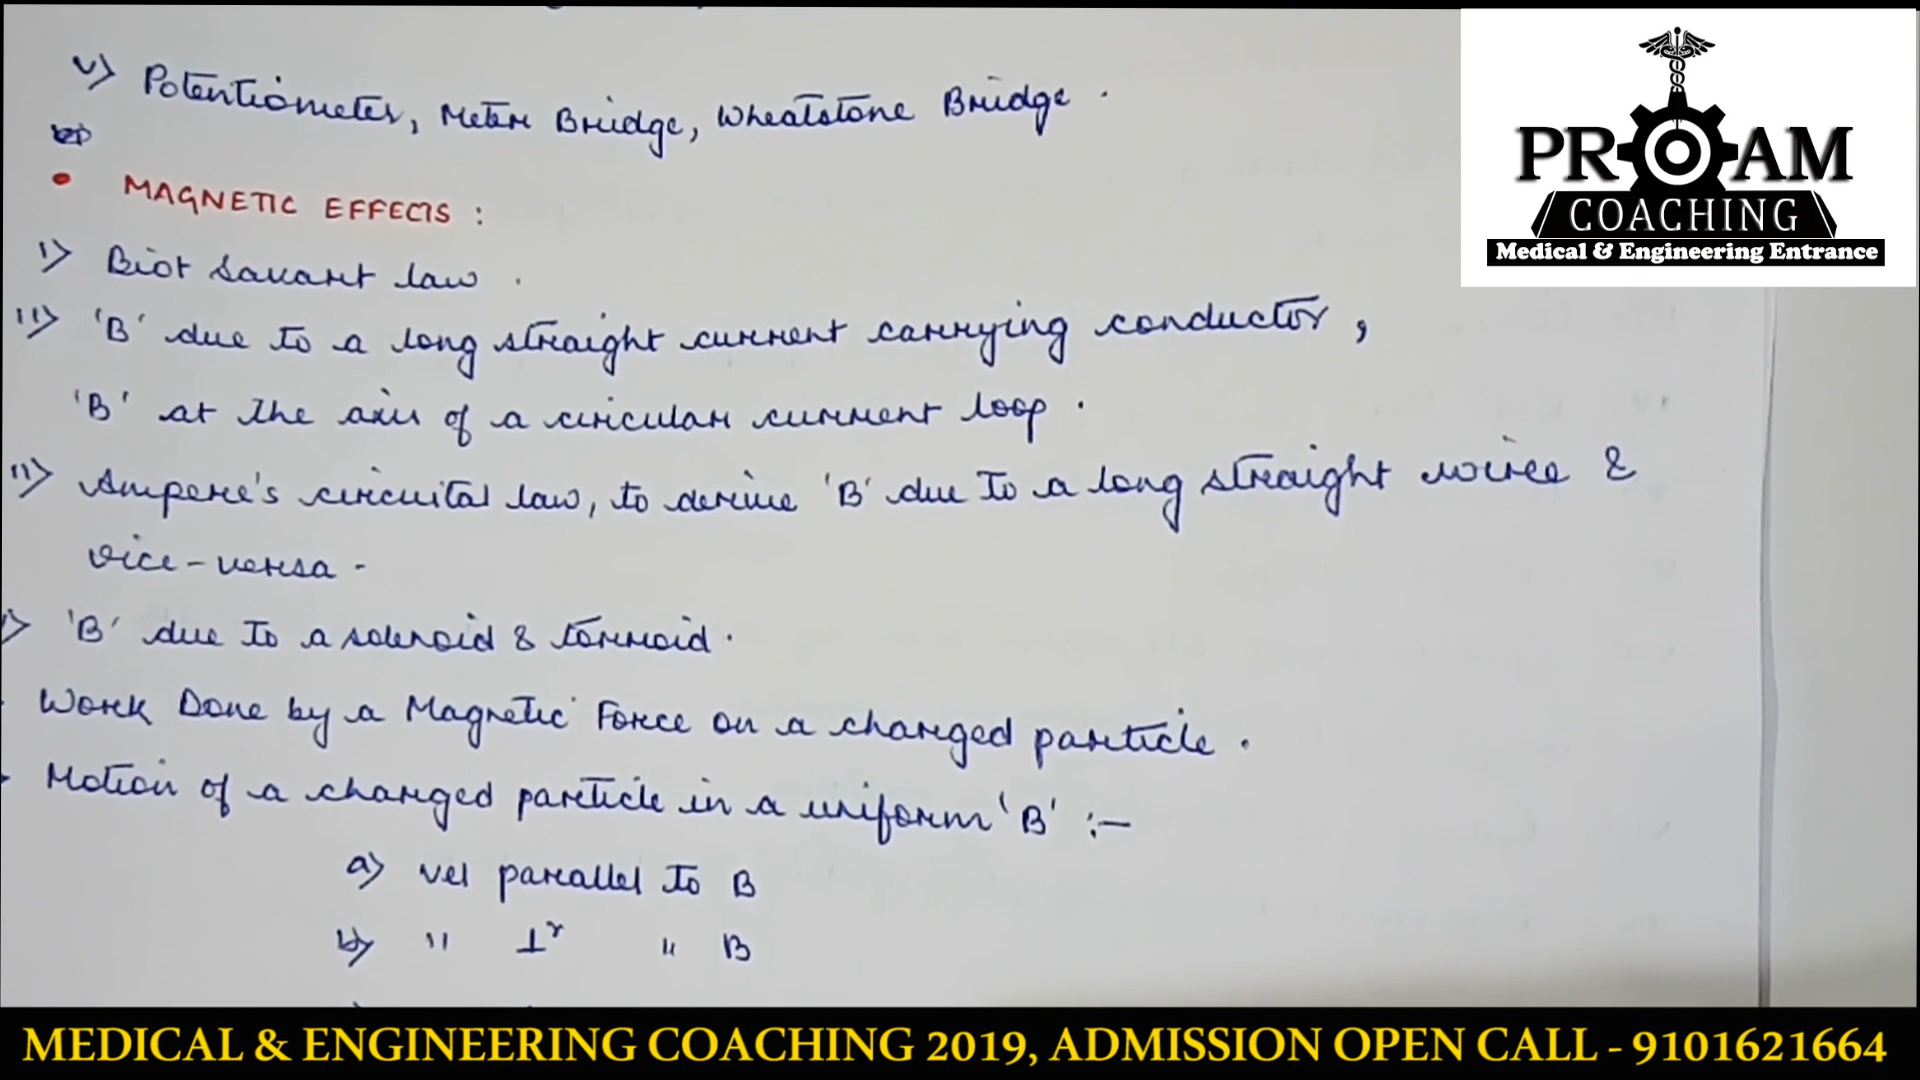 v) Potentiometer, Meter Bridge, Wheatstone Bridge.
• MAGNETIC EFFECTS :
i) Biot Savart law.
ii) 'B' due to a long straight current carrying conductor,
'B' at the axis of a circular current loop.
ii) Ampere's circuital law, to derive 'B' due to a long straight wire &
vice-versa -
'B' due to a solenoid & torroid.
Work Done by a Magnetic Force on a charged particle.
Motion of a charged particle in a uniform 'B' :-
a) vel parallel to B
b) " ⊥r " B
PROAM
COACHING
Medical & Engineering Entrance
MEDICAL & ENGINEERING COACHING 2019, ADMISSION OPEN CALL - 9101621664